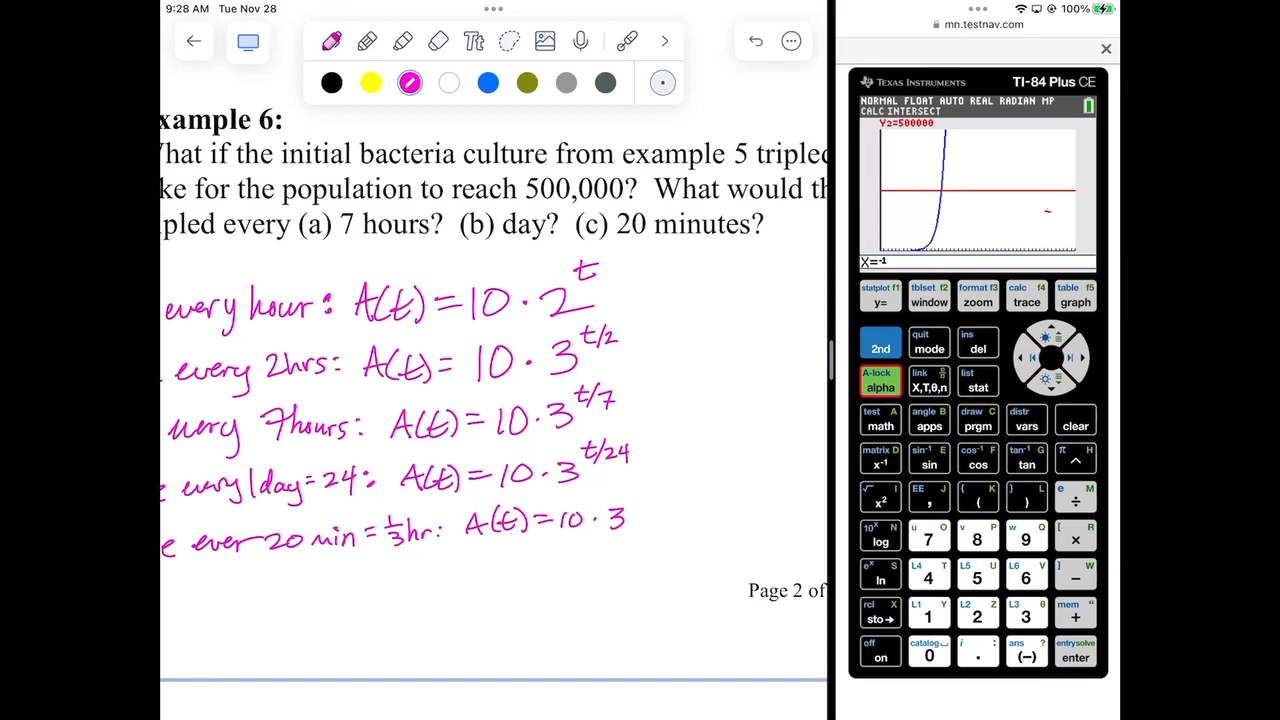 9:28 AM Tue Nov 28
100%
mn.testnav.com
Tt
xample 6:
hat if the initial bacteria culture from example 5 tripled
ke for the population to reach 500,000? What would th
pled every (a) 7 hours? (b) day? (c) 20 minutes?
every hour: A(t) = 10 · 2^t
every 2hrs: A(t) = 10 · 3^t/2
every 7hours: A(t) = 10 · 3^t/7
every 1day = 24: A(t) = 10 · 3^t/24
e ever 20 min = 1/3 hr: A(t) = 10 · 3
Page 2 of
TEXAS INSTRUMENTS TI-84 Plus CE
NORMAL FLOAT AUTO REAL RADIAN MP
CALC INTERSECT
Y2=500000
X=-1
statplot f1 tblset f2 format f3 calc f4 table f5
y= window zoom trace graph
quit ins
2nd mode del
A-lock link list
alpha X,T,θ,n stat
test A angle B draw C distr
math apps prgm vars clear
matrix D sin-1 E cos-1 F tan-1 G π H
x-1 sin cos tan ^
√ I EE J { K } L e M
x2 , ( ) ÷
10x N u O v P w Q [ R
log 7 8 9 ×
ex S L4 T L5 U L6 V ] W
ln 4 5 6 −
rcl X L1 Y L2 Z L3 θ mem "
sto→ 1 2 3 +
off catalog i : ans ? entry solve
on 0 . (−) enter